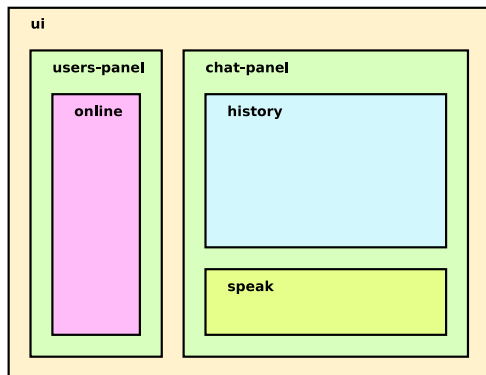 ui
users-panel
online
chat-panel
history
speak